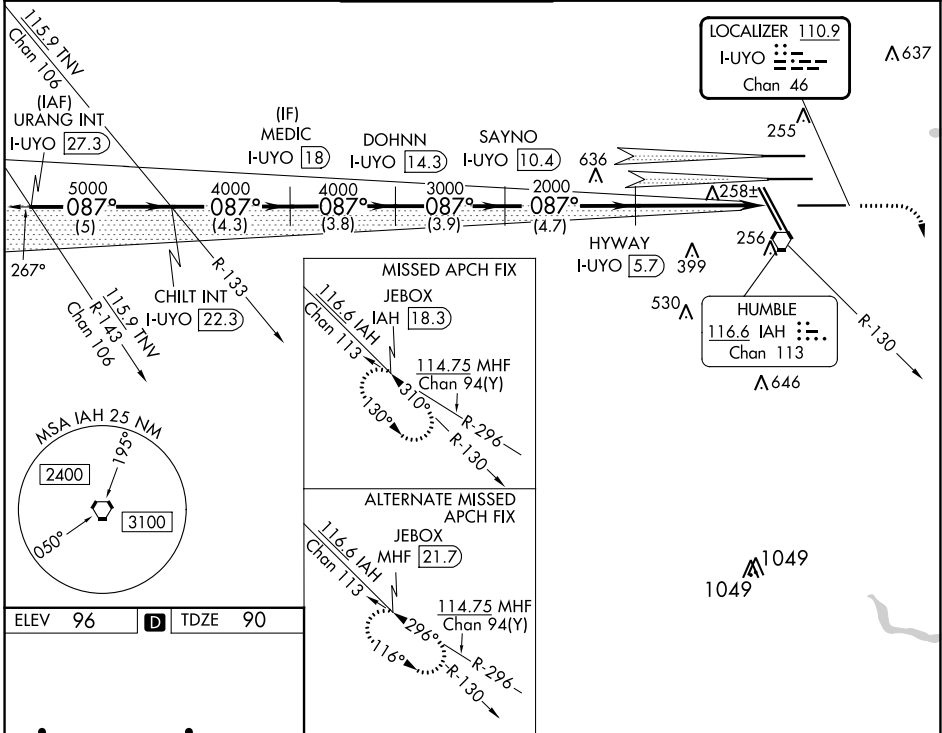 115.9 TNV
Chan 106
(IAF)
URANG INT
I-UYO 27.3
(IF)
MEDIC
I-UYO 18
DOHNN
I-UYO 14.3
SAYNO
I-UYO 10.4
LOCALIZER 110.9
I-UYO
Chan 46
637
255
636
258±
5000
087°
(5)
4000
087°
(4.3)
4000
087°
(3.8)
3000
087°
(3.9)
2000
087°
(4.7)
267°
HYWAY
I-UYO 5.7
399
256
R-133
CHILT INT
I-UYO 22.3
115.9 TNV
R-143
Chan 106
530
HUMBLE
116.6 IAH
Chan 113
R-130
646
MISSED APCH FIX
JEBOX
IAH 18.3
116.6 IAH
Chan 113
114.75 MHF
Chan 94(Y)
310°
130°
R-296
R-130
MSA IAH 25 NM
195°
2400
3100
050°
ALTERNATE MISSED
APCH FIX
JEBOX
MHF 21.7
116.6 IAH
Chan 113
114.75 MHF
Chan 94(Y)
296°
116°
R-296
R-130
1049
1049
ELEV 96 D TDZE 90